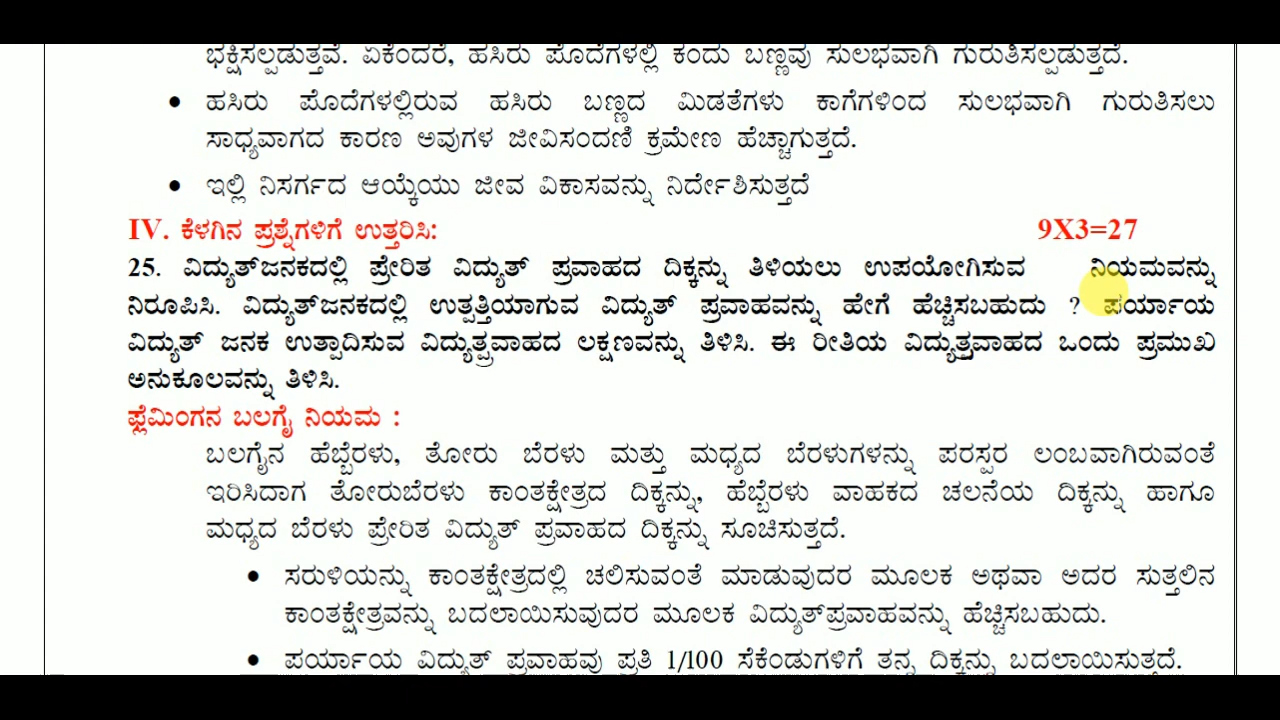 ಭಕ್ಷಿಸಲ್ಪಡುತ್ತವೆ. ಏಕೆಂದರೆ, ಹಸಿರು ಪೊದೆಗಳಲ್ಲಿ ಕಂದು ಬಣ್ಣವು ಸುಲಭವಾಗಿ ಗುರುತಿಸಲ್ಪಡುತ್ತದೆ.
• ಹಸಿರು ಪೊದೆಗಳಲ್ಲಿರುವ ಹಸಿರು ಬಣ್ಣದ ಮಿಡತೆಗಳು ಕಾಗೆಗಳಿಂದ ಸುಲಭವಾಗಿ ಗುರುತಿಸಲು
ಸಾಧ್ಯವಾಗದ ಕಾರಣ ಅವುಗಳ ಜೀವಿಸಂದಣಿ ಕ್ರಮೇಣ ಹೆಚ್ಚಾಗುತ್ತದೆ.
• ಇಲ್ಲಿ ನಿಸರ್ಗದ ಆಯ್ಕೆಯು ಜೀವ ವಿಕಾಸವನ್ನು ನಿರ್ದೇಶಿಸುತ್ತದೆ
IV. ಕೆಳಗಿನ ಪ್ರಶ್ನೆಗಳಿಗೆ ಉತ್ತರಿಸಿ: 9X3=27
25. ವಿದ್ಯುತ್‌ಜನಕದಲ್ಲಿ ಪ್ರೇರಿತ ವಿದ್ಯುತ್ ಪ್ರವಾಹದ ದಿಕ್ಕನ್ನು ತಿಳಿಯಲು ಉಪಯೋಗಿಸುವ ನಿಯಮವನ್ನು
ನಿರೂಪಿಸಿ. ವಿದ್ಯುತ್‌ಜನಕದಲ್ಲಿ ಉತ್ಪತ್ತಿಯಾಗುವ ವಿದ್ಯುತ್ ಪ್ರವಾಹವನ್ನು ಹೇಗೆ ಹೆಚ್ಚಿಸಬಹುದು ? ಪರ್ಯಾಯ
ವಿದ್ಯುತ್ ಜನಕ ಉತ್ಪಾದಿಸುವ ವಿದ್ಯುತ್ಪ್ರವಾಹದ ಲಕ್ಷಣವನ್ನು ತಿಳಿಸಿ. ಈ ರೀತಿಯ ವಿದ್ಯುತ್ಪ್ರವಾಹದ ಒಂದು ಪ್ರಮುಖ
ಅನುಕೂಲವನ್ನು ತಿಳಿಸಿ.
ಫ್ಲೆಮಿಂಗನ ಬಲಗೈ ನಿಯಮ :
ಬಲಗೈನ ಹೆಬ್ಬೆರಳು, ತೋರು ಬೆರಳು ಮತ್ತು ಮಧ್ಯದ ಬೆರಳುಗಳನ್ನು ಪರಸ್ಪರ ಲಂಬವಾಗಿರುವಂತೆ
ಇರಿಸಿದಾಗ ತೋರುಬೆರಳು ಕಾಂತಕ್ಷೇತ್ರದ ದಿಕ್ಕನ್ನು, ಹೆಬ್ಬೆರಳು ವಾಹಕದ ಚಲನೆಯ ದಿಕ್ಕನ್ನು ಹಾಗೂ
ಮಧ್ಯದ ಬೆರಳು ಪ್ರೇರಿತ ವಿದ್ಯುತ್ ಪ್ರವಾಹದ ದಿಕ್ಕನ್ನು ಸೂಚಿಸುತ್ತದೆ.
• ಸರುಳಿಯನ್ನು ಕಾಂತಕ್ಷೇತ್ರದಲ್ಲಿ ಚಲಿಸುವಂತೆ ಮಾಡುವುದರ ಮೂಲಕ ಅಥವಾ ಅದರ ಸುತ್ತಲಿನ
ಕಾಂತಕ್ಷೇತ್ರವನ್ನು ಬದಲಾಯಿಸುವುದರ ಮೂಲಕ ವಿದ್ಯುತ್‌ಪ್ರವಾಹವನ್ನು ಹೆಚ್ಚಿಸಬಹುದು.
• ಪರ್ಯಾಯ ವಿದ್ಯುತ್ ಪ್ರವಾಹವು ಪ್ರತಿ 1/100 ಸೆಕೆಂಡುಗಳಿಗೆ ತನ್ನ ದಿಕ್ಕನ್ನು ಬದಲಾಯಿಸುತ್ತದೆ.